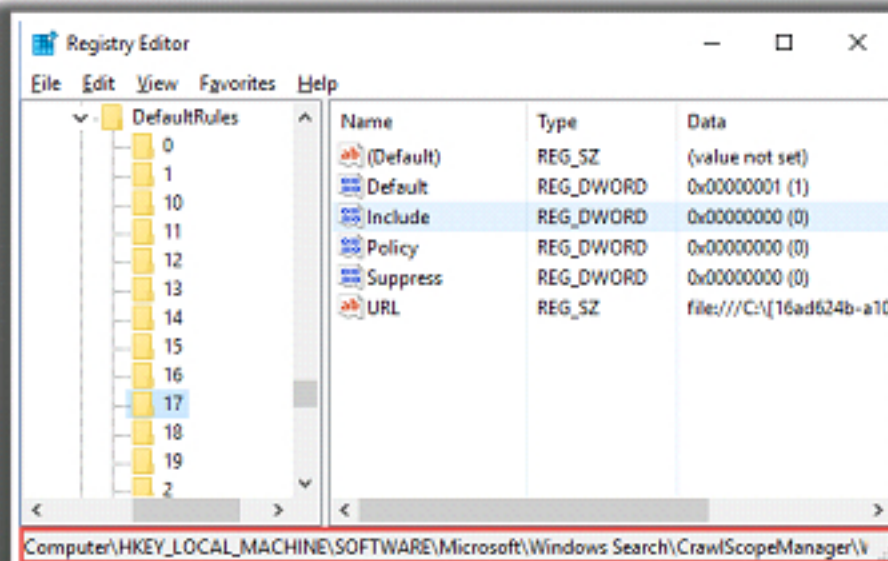 Registry Editor
File Edit View Favorites Help
DefaultRules
0
1
10
11
12
13
14
15
16
17
18
19
2
Name Type Data
(Default) REG_SZ (value not set)
Default REG_DWORD 0x00000001 (1)
Include REG_DWORD 0x00000000 (0)
Policy REG_DWORD 0x00000000 (0)
Suppress REG_DWORD 0x00000000 (0)
URL REG_SZ file:///C:\[16ad624b-a10
Computer\HKEY_LOCAL_MACHINE\SOFTWARE\Microsoft\Windows Search\CrawlScopeManager\